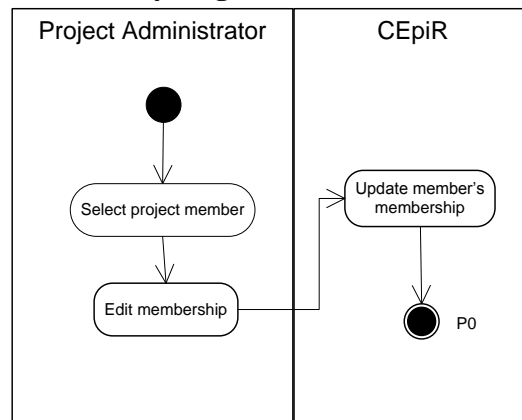 Project Administrator
CEpiR
Select project member
Edit membership
Update member's
membership
P0